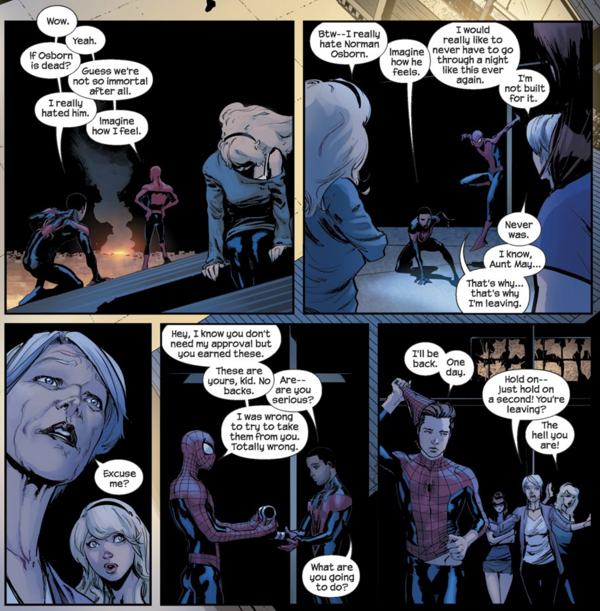 Wow.
Yeah.
If Osborn
is dead?
Guess we're
not so immortal
after all.
I really
hated him.
Imagine
how I feel.
Btw--I really
hate Norman
Osborn.
Imagine
how he
feels.
I would
really like to
never have to go
through a night
like this ever
again.
I'm
not built
for it.
Never
was.
I know,
Aunt May...
That's why...
that's why
I'm leaving.
Excuse
me?
Hey, I know you don't
need my approval but
you earned these.
These are
yours, kid. No
backs.
Are--
are you
serious?
I was wrong
to try to take
them from you.
Totally wrong.
What are
you going
to do?
I'll be
back.
One
day.
Hold on--
just hold on
a second! You're
leaving?
The
hell you
are!